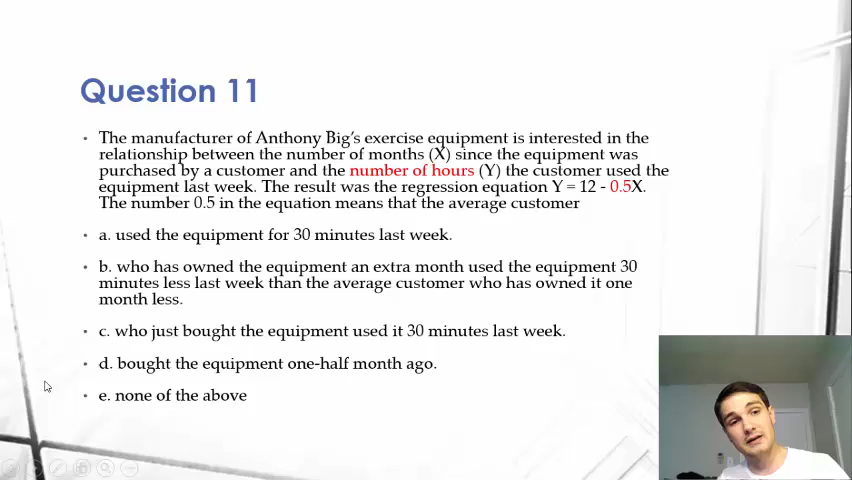 Question 11
• The manufacturer of Anthony Big's exercise equipment is interested in the
relationship between the number of months (X) since the equipment was
purchased by a customer and the number of hours (Y) the customer used the
equipment last week. The result was the regression equation Y = 12 - 0.5X.
The number 0.5 in the equation means that the average customer
• a. used the equipment for 30 minutes last week.
• b. who has owned the equipment an extra month used the equipment 30
minutes less last week than the average customer who has owned it one
month less.
• c. who just bought the equipment used it 30 minutes last week.
• d. bought the equipment one-half month ago.
• e. none of the above